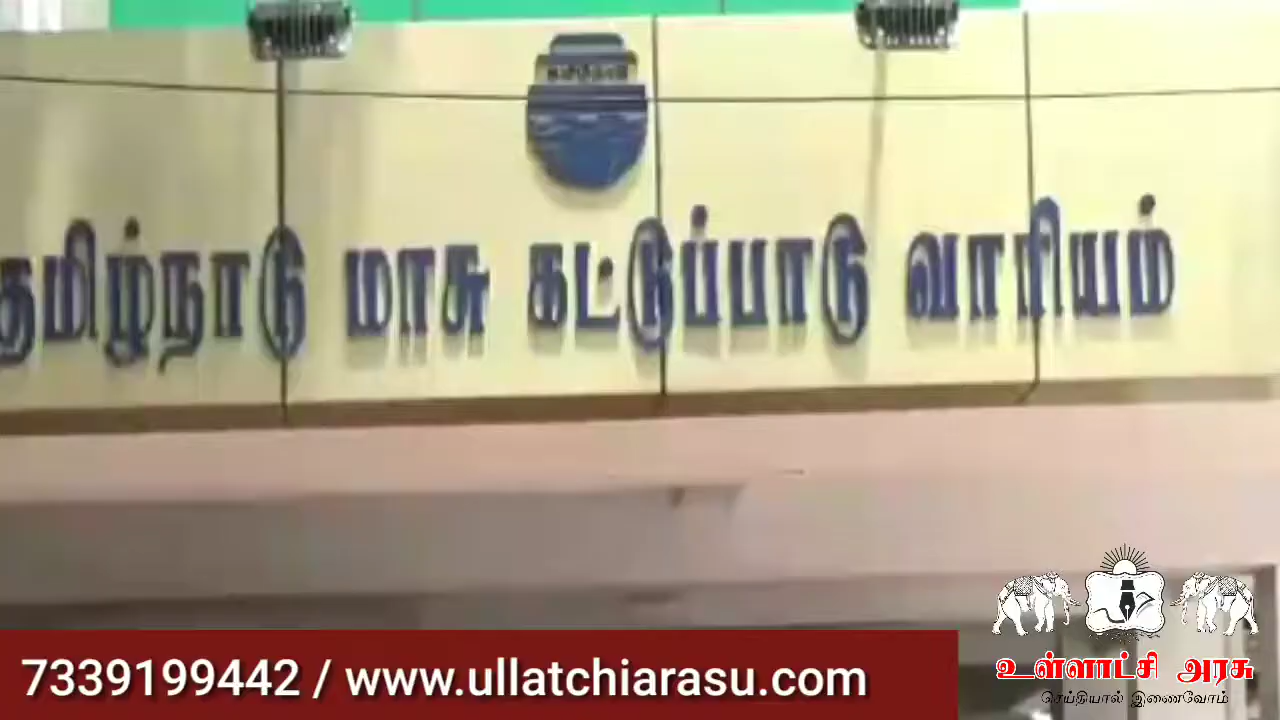 தமிழ்நாடு மாசு கட்டுப்பாடு வாரியம்
7339199442 / www.ullatchiarasu.com
உள்ளாட்சி அரசு
செய்தியால் இணைவோம்